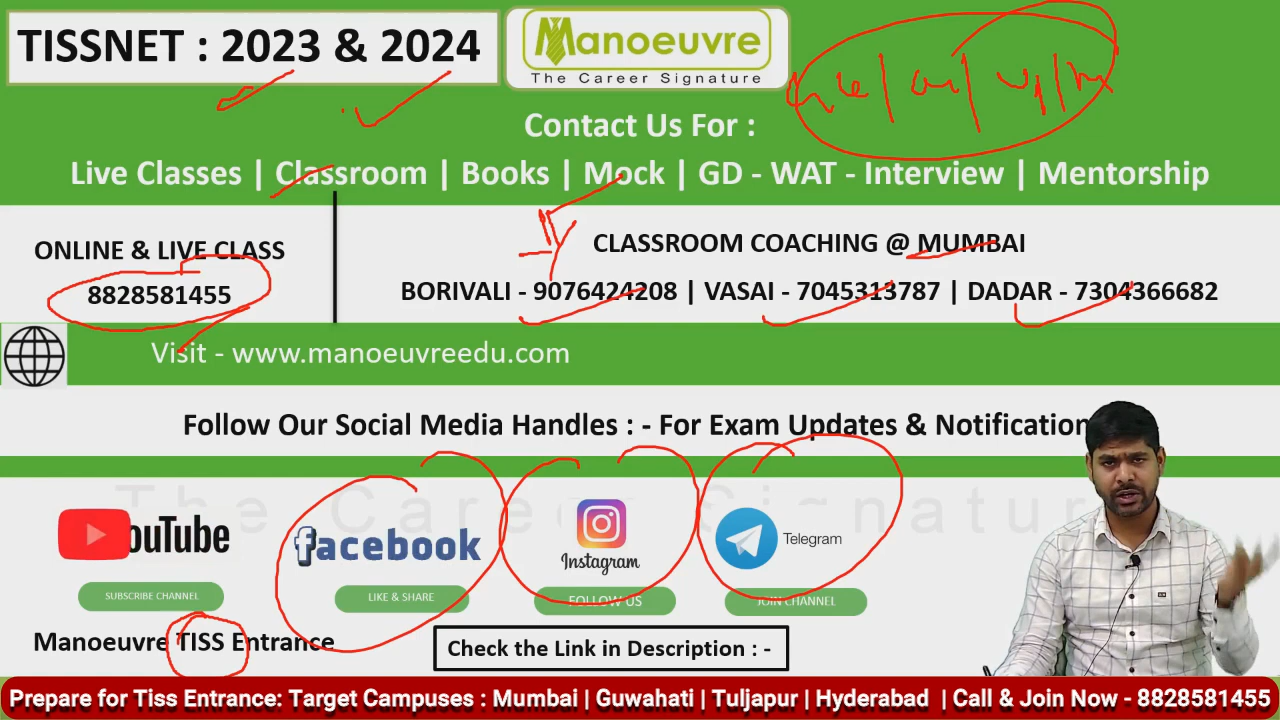 TISSNET : 2023 & 2024
Manoeuvre
The Career Signature
Contact Us For :
Live Classes | Classroom | Books | Mock | GD - WAT - Interview | Mentorship
ONLINE & LIVE CLASS
8828581455
CLASSROOM COACHING @ MUMBAI
BORIVALI - 9076424208 | VASAI - 7045313787 | DADAR - 7304366682
Visit - www.manoeuvreedu.com
Follow Our Social Media Handles : - For Exam Updates & Notification
The Career Signature
YouTube
facebook
Instagram
Telegram
SUBSCRIBE CHANNEL
LIKE & SHARE
FOLLOW US
JOIN CHANNEL
Manoeuvre TISS Entrance
Check the Link in Description : -
Prepare for Tiss Entrance: Target Campuses : Mumbai | Guwahati | Tuljapur | Hyderabad | Call & Join Now - 8828581455